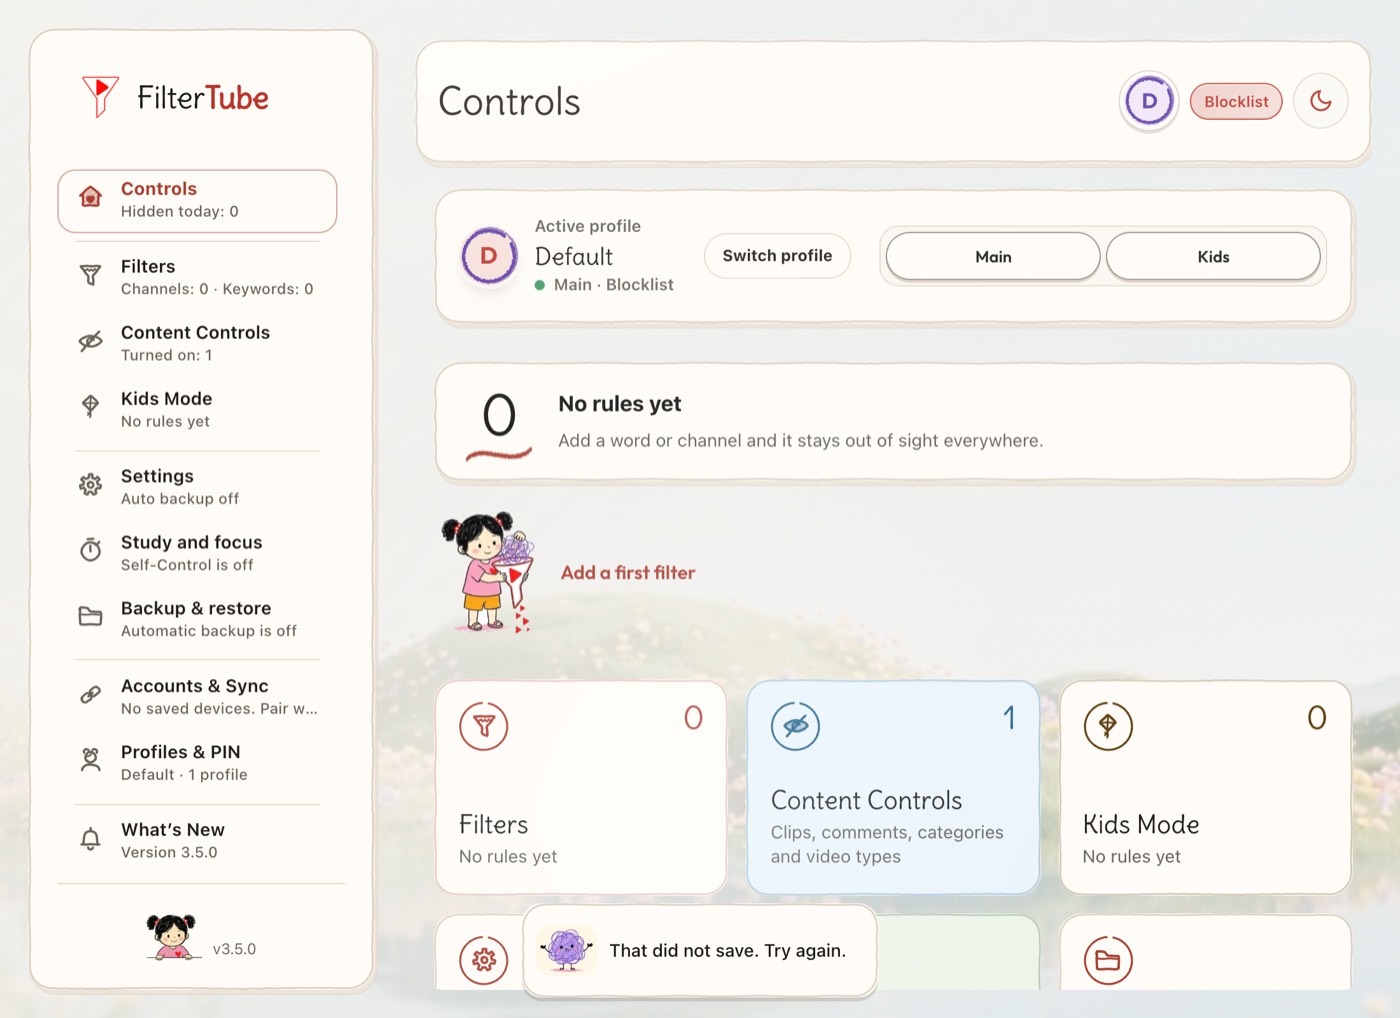 FilterTube
Controls
Hidden today: 0
Filters
Channels: 0 · Keywords: 0
Content Controls
Turned on: 1
Kids Mode
No rules yet
Settings
Auto backup off
Study and focus
Self-Control is off
Backup & restore
Automatic backup is off
Accounts & Sync
No saved devices. Pair w...
Profiles & PIN
Default · 1 profile
What's New
Version 3.5.0
v3.5.0
Controls
D
Blocklist
D
Active profile
Default
Main · Blocklist
Switch profile
Main
Kids
0
No rules yet
Add a word or channel and it stays out of sight everywhere.
Add a first filter
0
Filters
No rules yet
1
Content Controls
Clips, comments, categories
and video types
0
Kids Mode
No rules yet
That did not save. Try again.